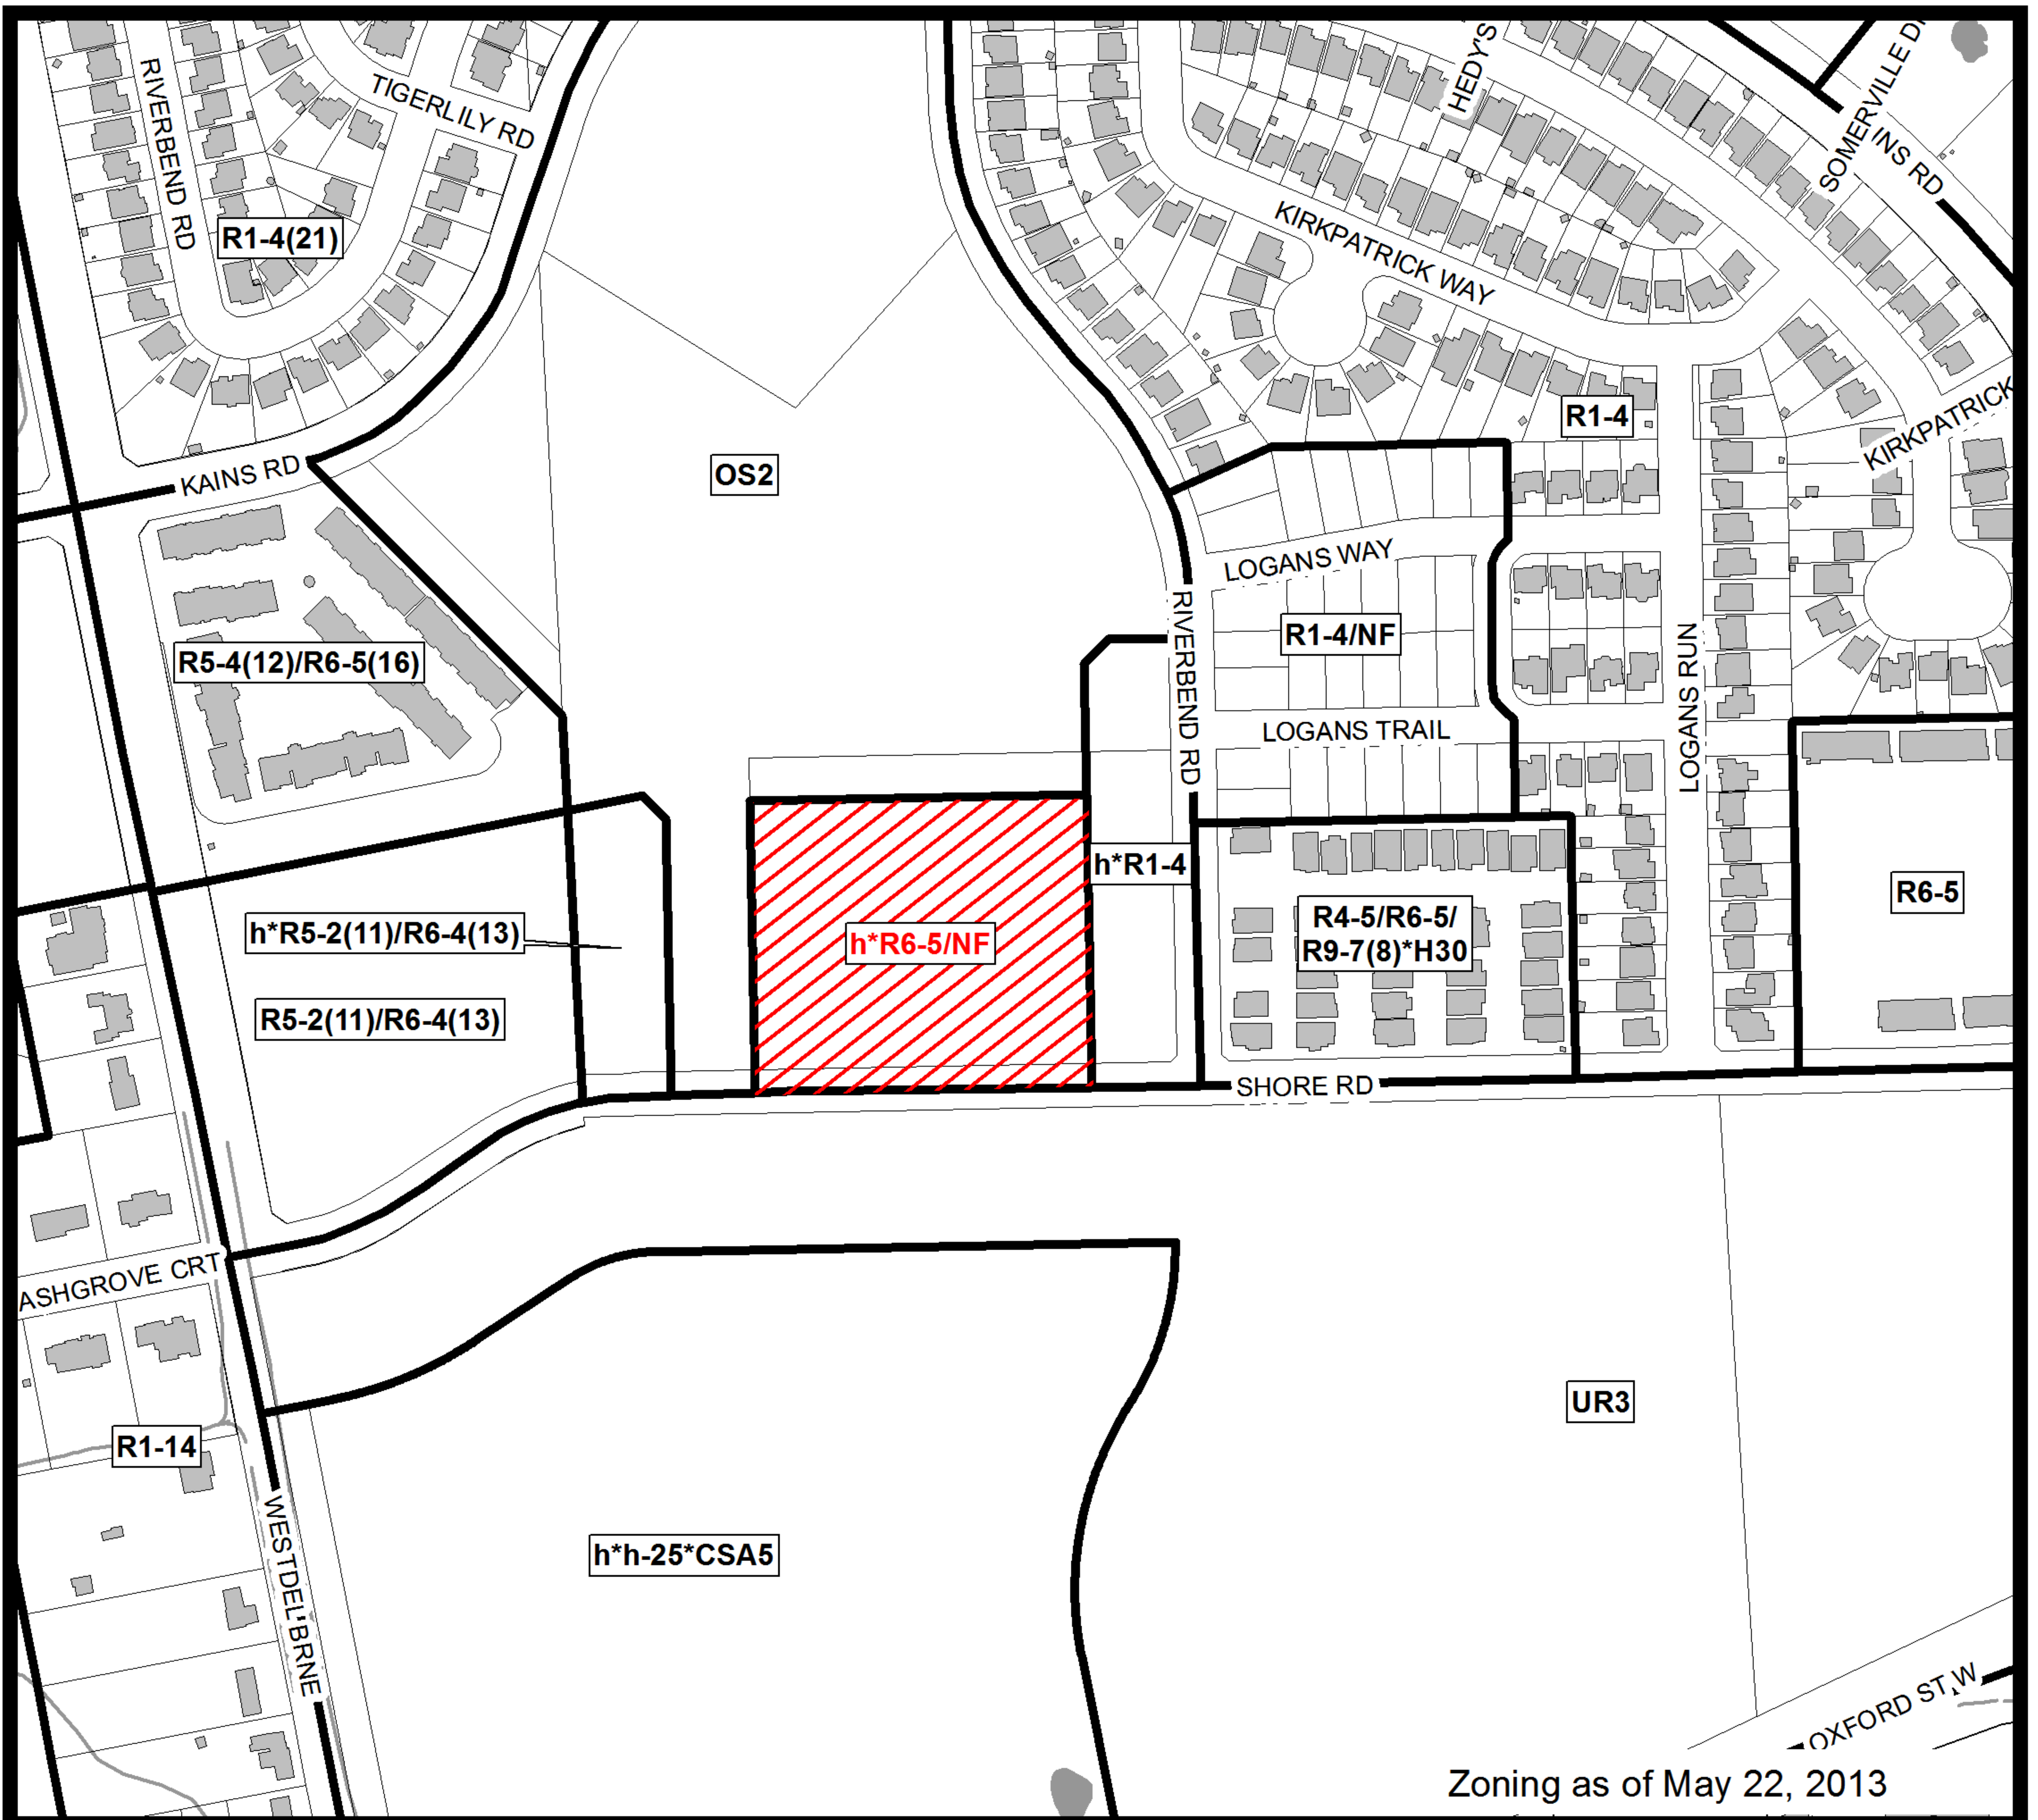 RIVERBEND RD
TIGERLILY RD
HEDY'S
SOMERVILLE
INS RD
R1-4(21)
KIRKPATRICK WAY
R1-4
KIRKPATRICK
KAINS RD
OS2
LOGANS WAY
RIVERBEND RD
R1-4/NF
R5-4(12)/R6-5(16)
LOGANS RUN
LOGANS TRAIL
h*R1-4
R6-5
h*R5-2(11)/R6-4(13)
h*R6-5/NF
R4-5/R6-5/
R9-7(8)*H30
R5-2(11)/R6-4(13)
SHORE RD
ASHGROVE CRT
UR3
R1-14
WESTDEL BRNE
h*h-25*CSA5
OXFORD ST W
Zoning as of May 22, 2013